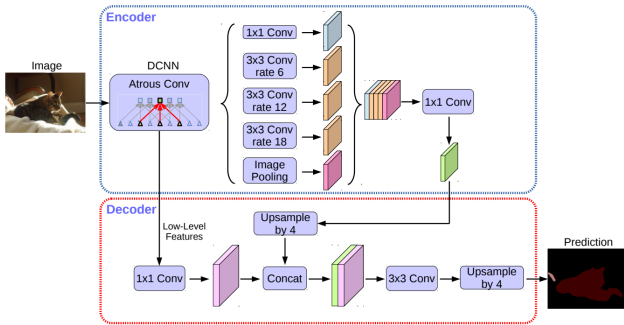 Encoder
Image
DCNN
Atrous Conv
1x1 Conv
3x3 Conv
rate 6
3x3 Conv
rate 12
3x3 Conv
rate 18
Image
Pooling
1x1 Conv
Decoder
Low-Level
Features
Upsample
by 4
1x1 Conv
Concat
3x3 Conv
Upsample
by 4
Prediction